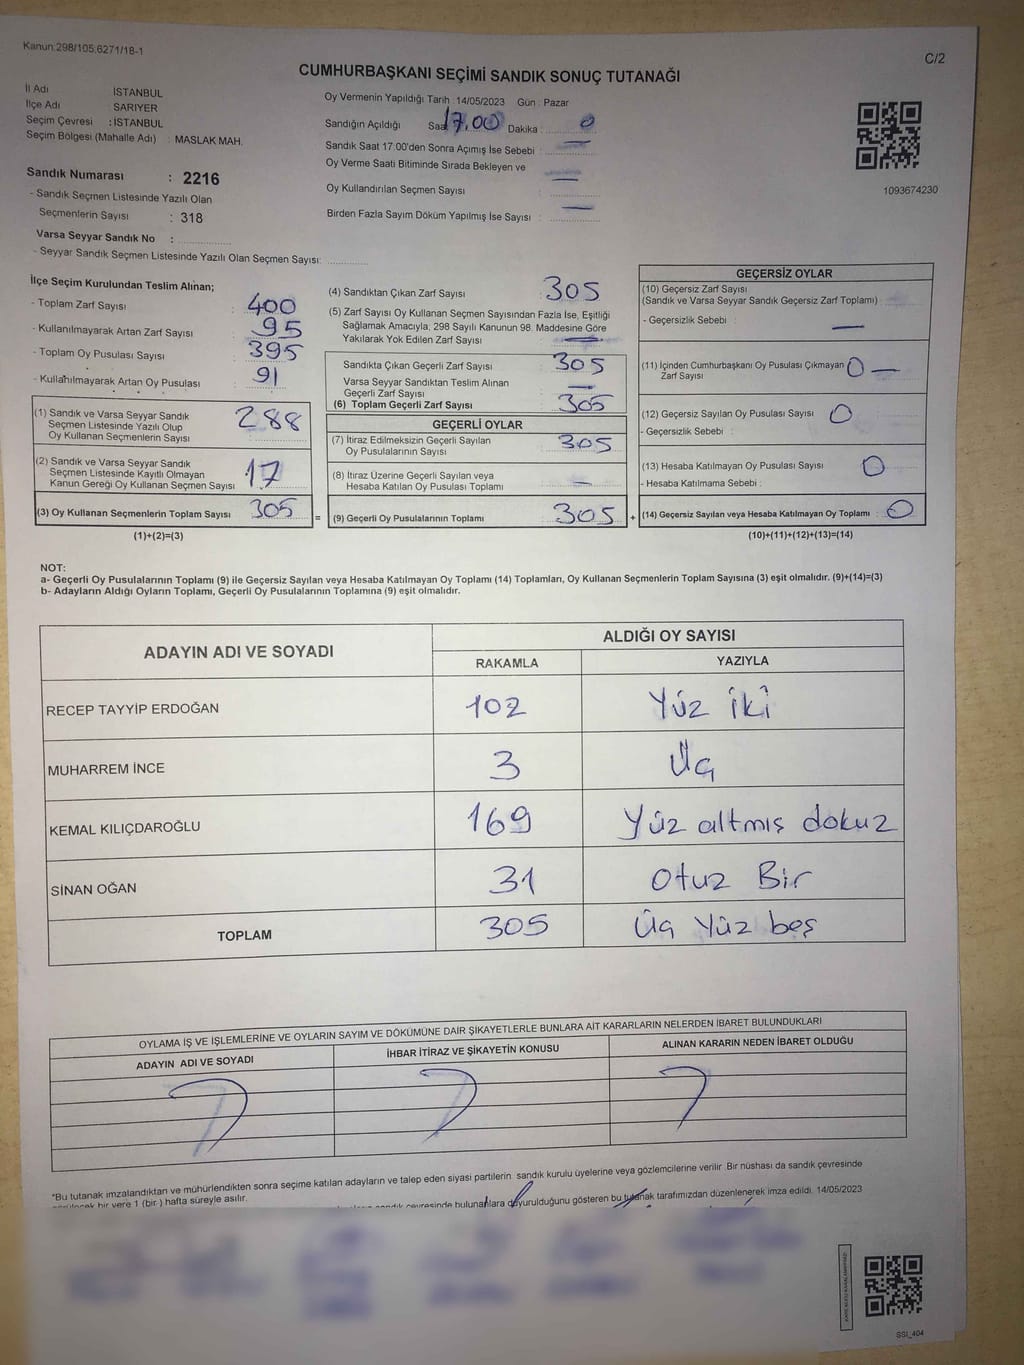 Kanun:298/105;6271/18-1
C/2
CUMHURBAŞKANI SEÇİMİ SANDIK SONUÇ TUTANAĞI
İl Adı İSTANBUL
İlçe Adı SARIYER
Seçim Çevresi : İSTANBUL
Seçim Bölgesi (Mahalle Adı) : MASLAK MAH.
Sandık Numarası : 2216
- Sandık Seçmen Listesinde Yazılı Olan
Seçmenlerin Sayısı : 318
Varsa Seyyar Sandık No :
- Seyyar Sandık Seçmen Listesinde Yazılı Olan Seçmen Sayısı:
Oy Vermenin Yapıldığı Tarih : 14/05/2023 Gün : Pazar
Sandığın Açıldığı Saat 17.00 Dakika : 0
Sandık Saat 17:00'den Sonra Açımış İse Sebebi : —
Oy Verme Saati Bitiminde Sırada Bekleyen ve
Oy Kullandırılan Seçmen Sayısı : —
Birden Fazla Sayım Döküm Yapılmış İse Sayısı : —
1093674230
İlçe Seçim Kurulundan Teslim Alınan;
- Toplam Zarf Sayısı : 400
- Kullanılmayarak Artan Zarf Sayısı : 95
- Toplam Oy Pusulası Sayısı : 395
- Kullanılmayarak Artan Oy Pusulası : 91
(1) Sandık ve Varsa Seyyar Sandık
Seçmen Listesinde Yazılı Olup
Oy Kullanan Seçmenlerin Sayısı 288
(2) Sandık ve Varsa Seyyar Sandık
Seçmen Listesinde Kayıtlı Olmayan
Kanun Gereği Oy Kullanan Seçmen Sayısı 17
(3) Oy Kullanan Seçmenlerin Toplam Sayısı 305
(1)+(2)=(3)
(4) Sandıktan Çıkan Zarf Sayısı : 305
(5) Zarf Sayısı Oy Kullanan Seçmen Sayısından Fazla İse, Eşitliği
Sağlamak Amacıyla; 298 Sayılı Kanunun 98. Maddesine Göre
Yakılarak Yok Edilen Zarf Sayısı : —
Sandıkta Çıkan Geçerli Zarf Sayısı : 305
Varsa Seyyar Sandıktan Teslim Alınan
Geçerli Zarf Sayısı : —
(6) Toplam Geçerli Zarf Sayısı : 305
GEÇERLİ OYLAR
(7) İtiraz Edilmeksizin Geçerli Sayılan
Oy Pusulalarının Sayısı : 305
(8) İtiraz Üzerine Geçerli Sayılan veya
Hesaba Katılan Oy Pusulası Toplamı : —
= (9) Geçerli Oy Pusulalarının Toplamı : 305 +
GEÇERSİZ OYLAR
(10) Geçersiz Zarf Sayısı
(Sandık ve Varsa Seyyar Sandık Geçersiz Zarf Toplamı) :
- Geçersizlik Sebebi : —
(11) İçinden Cumhurbaşkanı Oy Pusulası Çıkmayan 0 —
Zarf Sayısı
(12) Geçersiz Sayılan Oy Pusulası Sayısı : 0
- Geçersizlik Sebebi :
(13) Hesaba Katılmayan Oy Pusulası Sayısı : 0
- Hesaba Katılmama Sebebi :
(14) Geçersiz Sayılan veya Hesaba Katılmayan Oy Toplamı : 0
(10)+(11)+(12)+(13)=(14)
NOT:
a- Geçerli Oy Pusulalarının Toplamı (9) ile Geçersiz Sayılan veya Hesaba Katılmayan Oy Toplamı (14) Toplamları, Oy Kullanan Seçmenlerin Toplam Sayısına (3) eşit olmalıdır. (9)+(14)=(3)
b- Adayların Aldığı Oyların Toplamı, Geçerli Oy Pusulalarının Toplamına (9) eşit olmalıdır.
ADAYIN ADI VE SOYADI
ALDIĞI OY SAYISI
RAKAMLA YAZIYLA
RECEP TAYYİP ERDOĞAN 102 Yüz iki
MUHARREM İNCE 3 Üç
KEMAL KILIÇDAROĞLU 169 Yüz altmış dokuz
SİNAN OĞAN 31 Otuz Bir
TOPLAM 305 Üç Yüz beş
OYLAMA İŞ VE İŞLEMLERİNE VE OYLARIN SAYIM VE DÖKÜMÜNE DAİR ŞİKAYETLERLE BUNLARA AİT KARARLARIN NELERDEN İBARET BULUNDUKLARI
ADAYIN ADI VE SOYADI İHBAR İTİRAZ VE ŞİKAYETİN KONUSU ALINAN KARARIN NEDEN İBARET OLDUĞU
*Bu tutanak imzalandıktan ve mühürlendikten sonra seçime katılan adayların ve talep eden siyasi partilerin sandık kurulu üyelerine veya gözlemcilerine verilir. Bir nüshası da sandık çevresinde
görülecek bir yere 1 (bir ) hafta süreyle asılır.
sandık çevresinde bulunanlara duyurulduğunu gösteren bu tutanak tarafımızdan düzenlenerek imza edildi. 14/05/2023
SSI_404